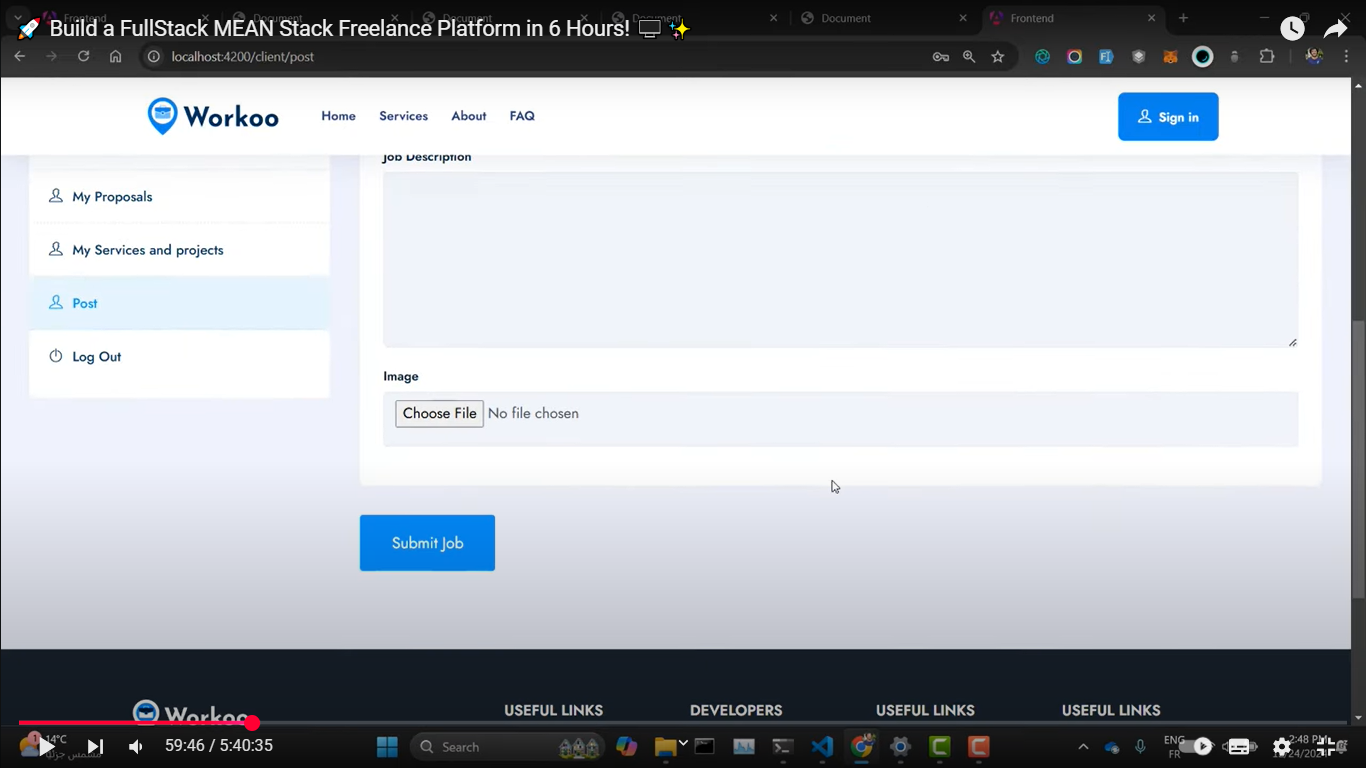 🚀 Build a FullStack MEAN Stack Freelance Platform in 6 Hours! 🖥️ ✨
Frontend
Document
Document
Document
Document
Frontend
localhost:4200/client/post
Workoo
Home
Services
About
FAQ
Sign in
Job Description
My Proposals
My Services and projects
Post
Log Out
Image
Choose File No file chosen
Submit Job
Workoo
USEFUL LINKS
DEVELOPERS
USEFUL LINKS
USEFUL LINKS
1
14°C
59:46 / 5:40:35
Search
ENG
FR
2:48 PM